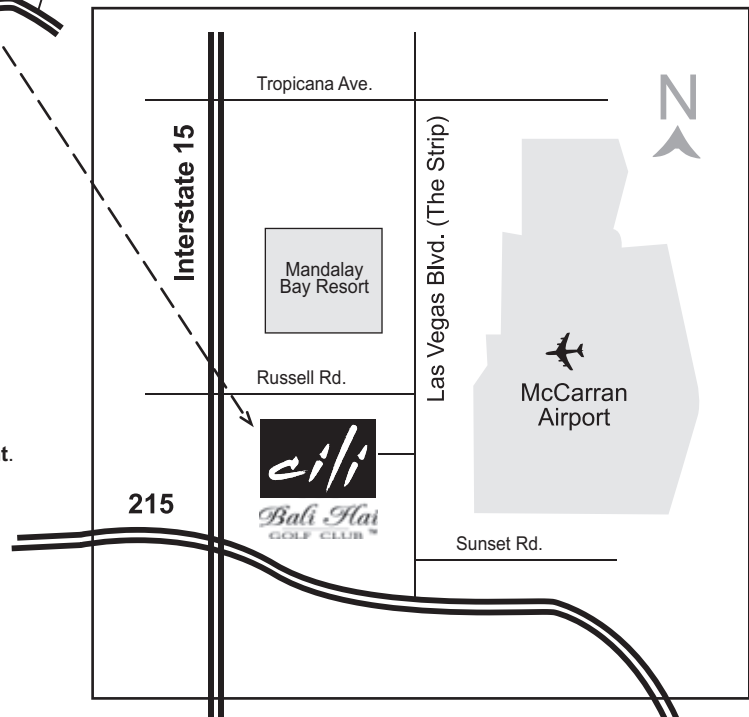 Tropicana Ave.
N
Interstate 15
Las Vegas Blvd. (The Strip)
Mandalay
Bay Resort
McCarran
Airport
Russell Rd.
cili
t.
215
Bali Hai
GOLF CLUB ™
Sunset Rd.